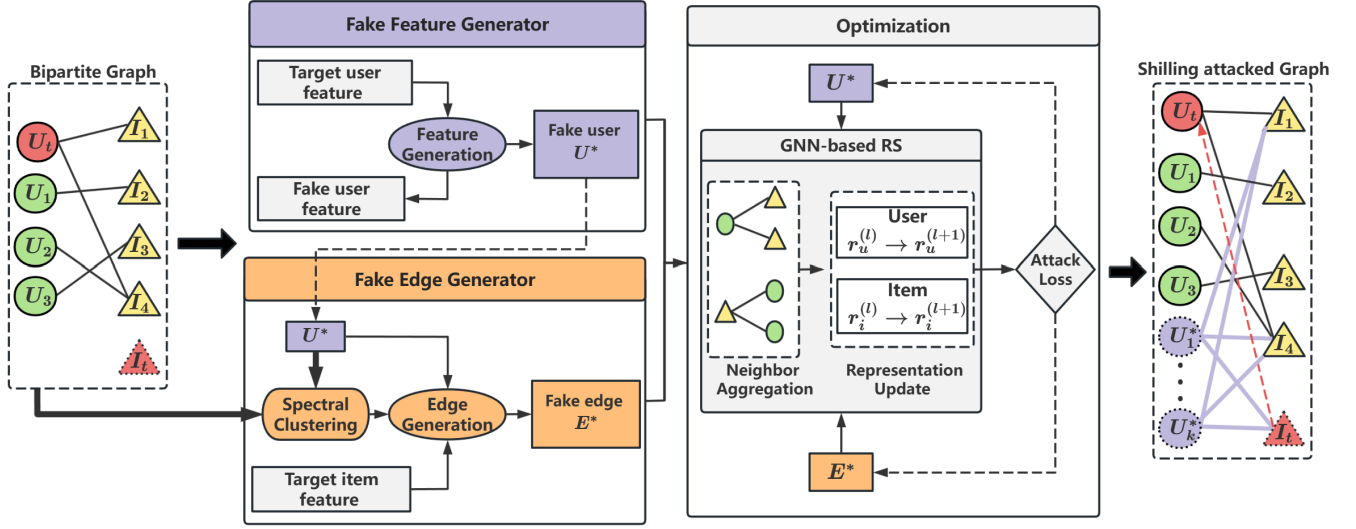 Bipartite Graph
U_t
I_1
U_1
I_2
U_2
I_3
U_3
I_4
I_t
Fake Feature Generator
Target user
feature
Feature
Generation
Fake user
U*
Fake user
feature
Fake Edge Generator
U*
Spectral
Clustering
Edge
Generation
Fake edge
E*
Target item
feature
Optimization
U*
GNN-based RS
User
r_u^{(l)} → r_u^{(l+1)}
Item
r_i^{(l)} → r_i^{(l+1)}
Neighbor
Aggregation
Representation
Update
Attack
Loss
E*
Shilling attacked Graph
U_t
I_1
U_1
I_2
U_2
I_3
U_3
U_1^*
I_4
U_k^*
I_t